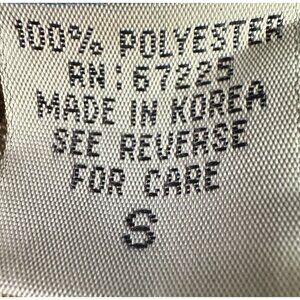 100% POLYESTER
RN: 67225
MADE IN KOREA
SEE REVERSE
FOR CARE
S